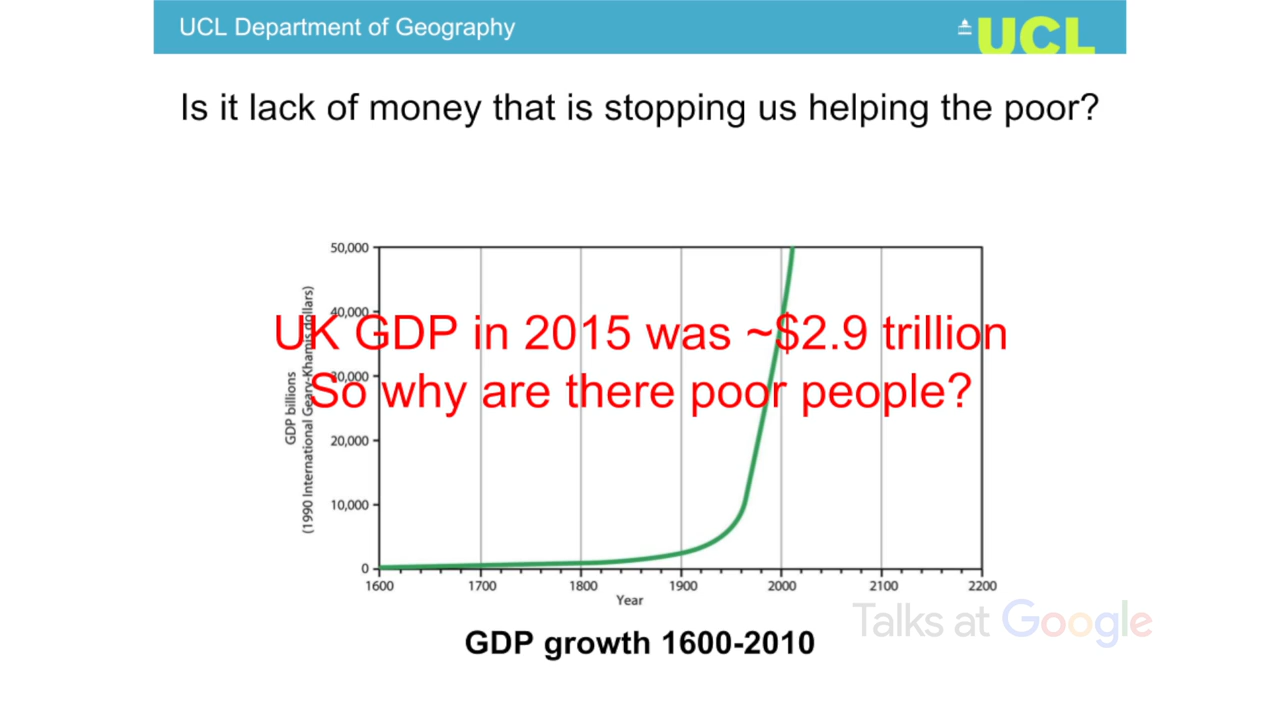 UCL Department of Geography
UCL
Is it lack of money that is stopping us helping the poor?
50,000
40,000
30,000
20,000
10,000
0
GDP billions
(1990 International Geary-Khamis dollars)
UK GDP in 2015 was ~$2.9 trillion
So why are there poor people?
1600 1700 1800 1900 2000 2100 2200
Year
Talks at Google
GDP growth 1600-2010